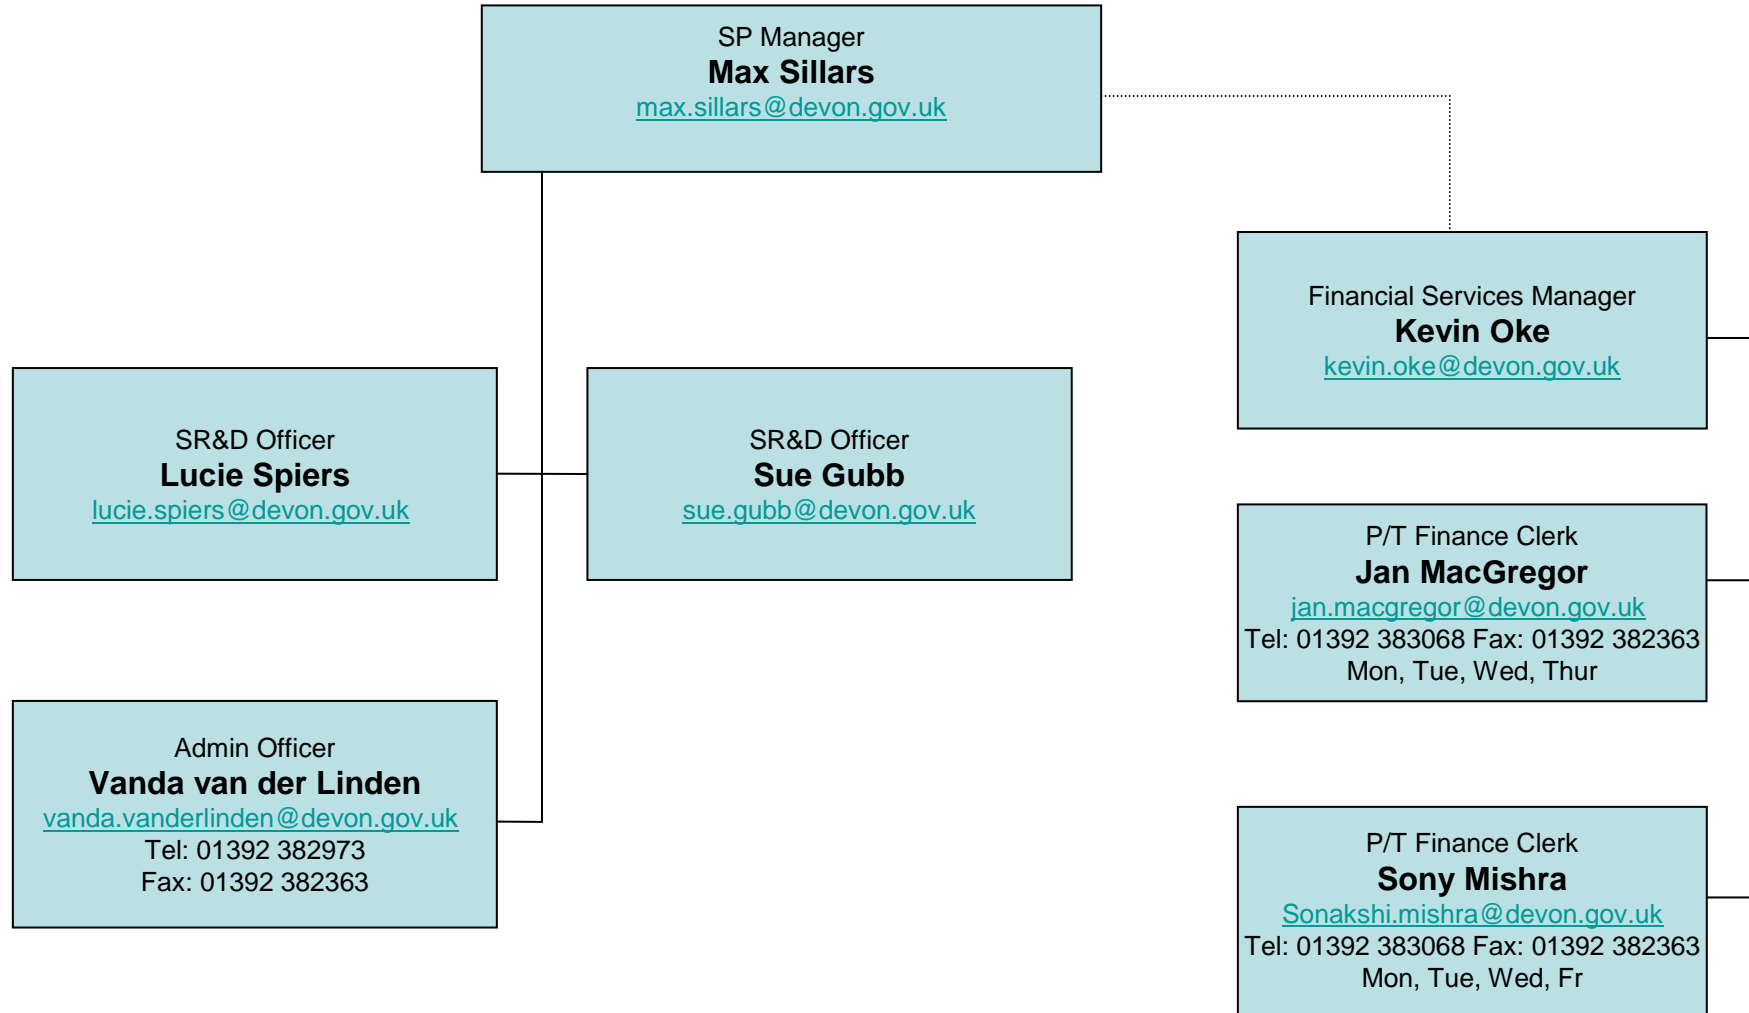 SP Manager
Max Sillars
max.sillars@devon.gov.uk
Financial Services Manager
Kevin Oke
kevin.oke@devon.gov.uk
SR&D Officer
Lucie Spiers
lucie.spiers@devon.gov.uk
SR&D Officer
Sue Gubb
sue.gubb@devon.gov.uk
P/T Finance Clerk
Jan MacGregor
jan.macgregor@devon.gov.uk
Tel: 01392 383068 Fax: 01392 382363
Mon, Tue, Wed, Thur
Admin Officer
Vanda van der Linden
vanda.vanderlinden@devon.gov.uk
Tel: 01392 382973
Fax: 01392 382363
P/T Finance Clerk
Sony Mishra
Sonakshi.mishra@devon.gov.uk
Tel: 01392 383068 Fax: 01392 382363
Mon, Tue, Wed, Fr